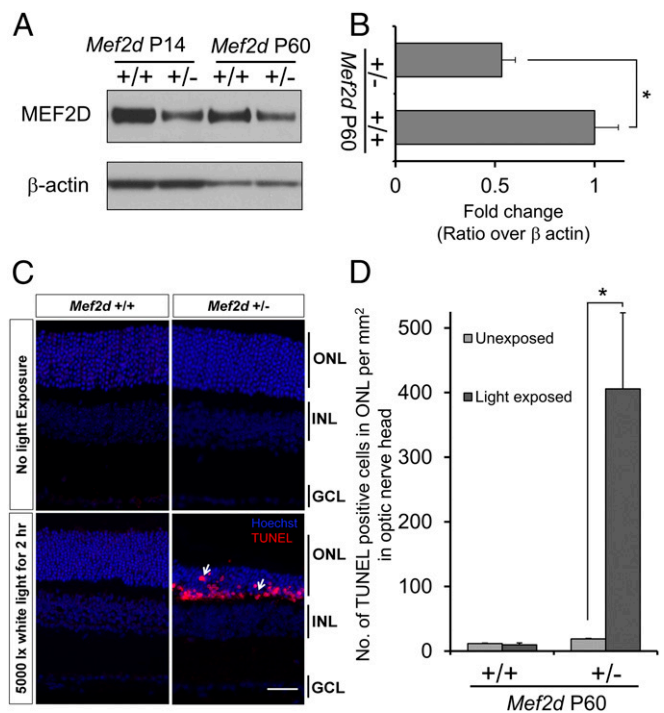 A
Mef2d P14 Mef2d P60
+/+ +/- +/+ +/-
MEF2D
β-actin
B
Mef2d P60
+/-
+/+
*
0 0.5 1
Fold change
(Ratio over β actin)
C
Mef2d +/+ Mef2d +/-
No light Exposure
ONL
INL
GCL
5000 lx white light for 2 hr
Hoechst
TUNEL
ONL
INL
GCL
D
No. of TUNEL positive cells in ONL per mm²
in optic nerve head
500
400
300
200
100
0
Unexposed
Light exposed
*
+/+ +/-
Mef2d P60